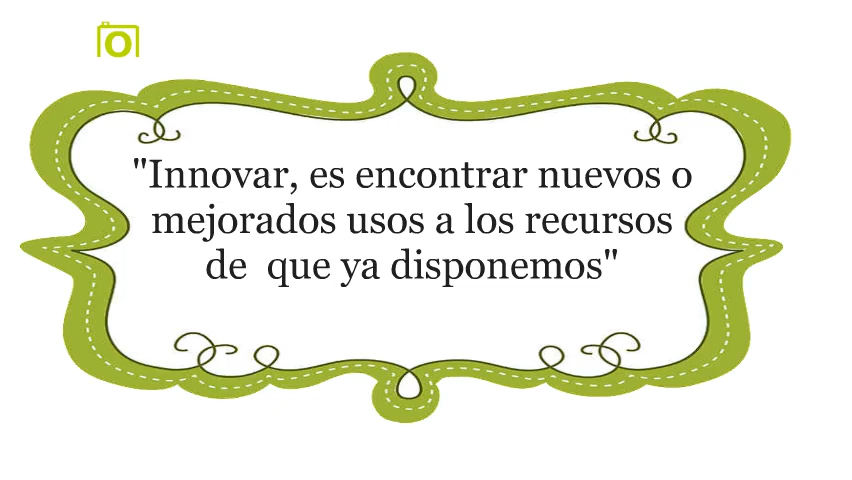 "Innovar, es encontrar nuevos o
mejorados usos a los recursos
de  que ya disponemos"